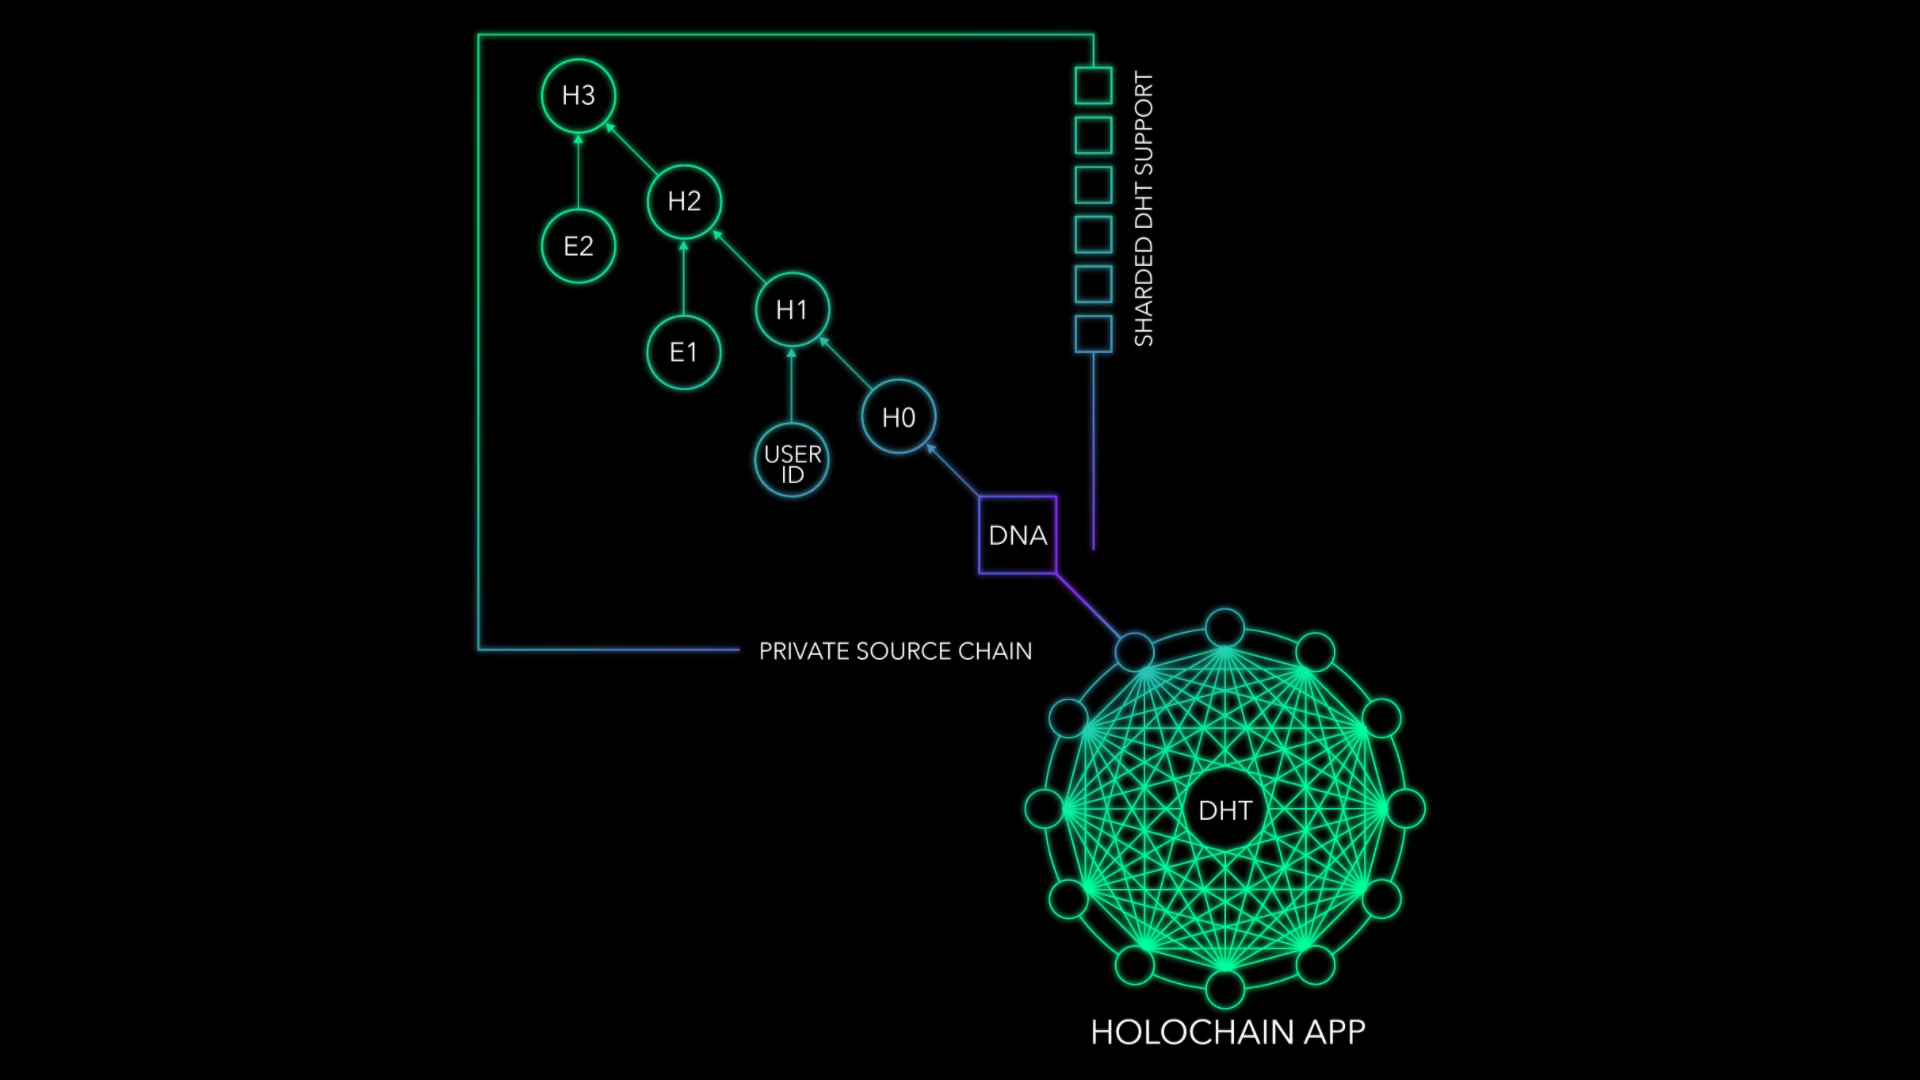 H3
SHARDED DHT SUPPORT
H2
E2
H1
E1
H0
USER
ID
DNA
PRIVATE SOURCE CHAIN
DHT
HOLOCHAIN APP